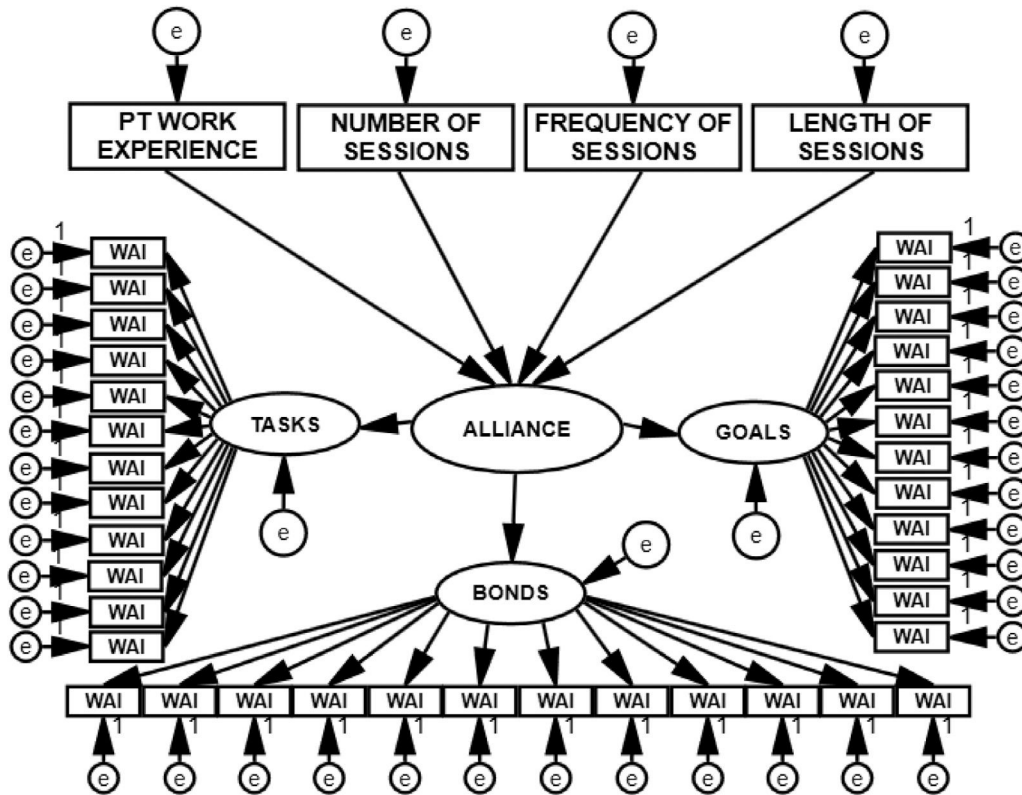 e e e e
PT WORK
EXPERIENCE
NUMBER OF
SESSIONS
FREQUENCY OF
SESSIONS
LENGTH OF
SESSIONS
1 1
e WAI WAI e
e WAI WAI e
e WAI WAI e
e WAI WAI e
e WAI WAI e
e WAI WAI e
e WAI WAI e
e WAI WAI e
e WAI WAI e
e WAI WAI e
e WAI WAI e
e WAI WAI e
TASKS ALLIANCE GOALS
e e
e
BONDS
WAI WAI WAI WAI WAI WAI WAI WAI WAI WAI WAI WAI
1 1 1 1 1 1 1 1 1 1 1 1
e e e e e e e e e e e e